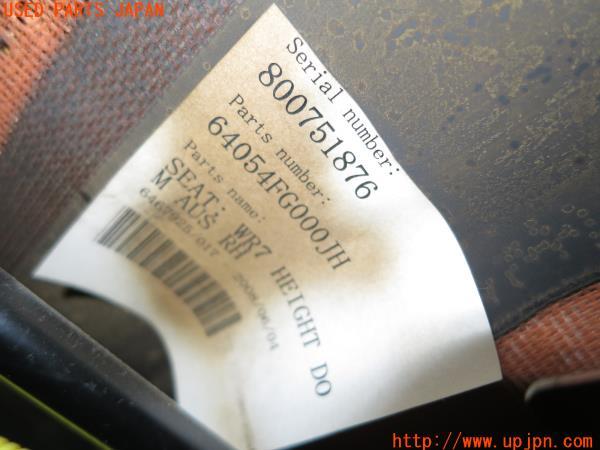 USED PARTS JAPAN
Serial number:
800751876
Parts number:
64054FG000JH
Parts name:
SEAT: WR7 HEIGHT DO
M AUS RH
2008/06/04
http://www.upjpn.com/